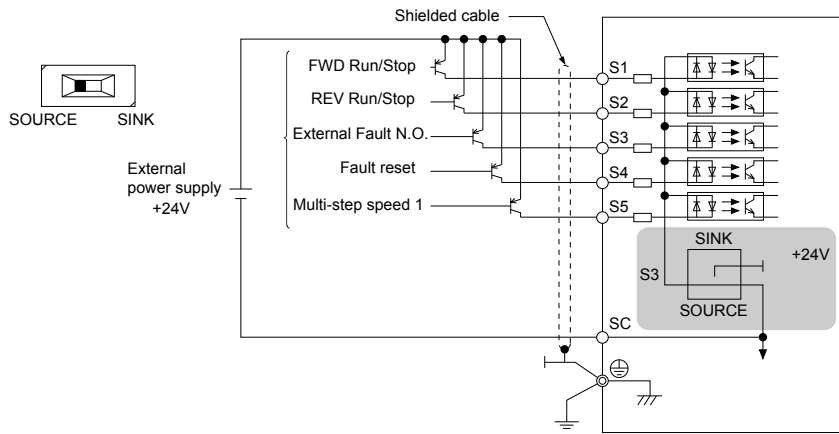 Shielded cable
FWD Run/Stop
REV Run/Stop
External Fault N.O.
Fault reset
Multi-step speed 1
SOURCE SINK
External
power supply
+24V
S1
S2
S3
S4
S5
SINK
+24V
S3
SOURCE
SC